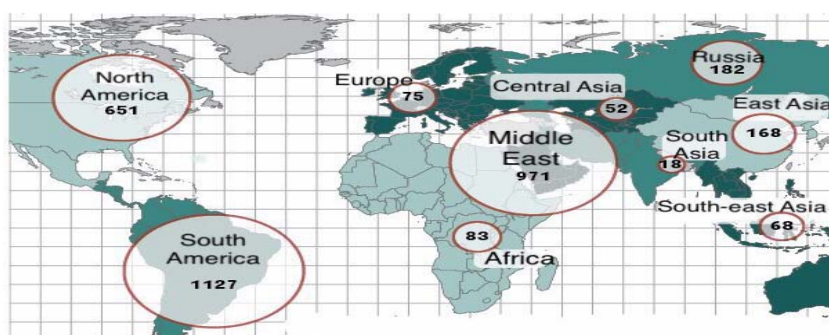 North
America
651
Europe
75
Central Asia
52
Russia
182
East Asia
168
South
Asia
18
Middle
East
971
South-east Asia
68
South
America
1127
83
Africa